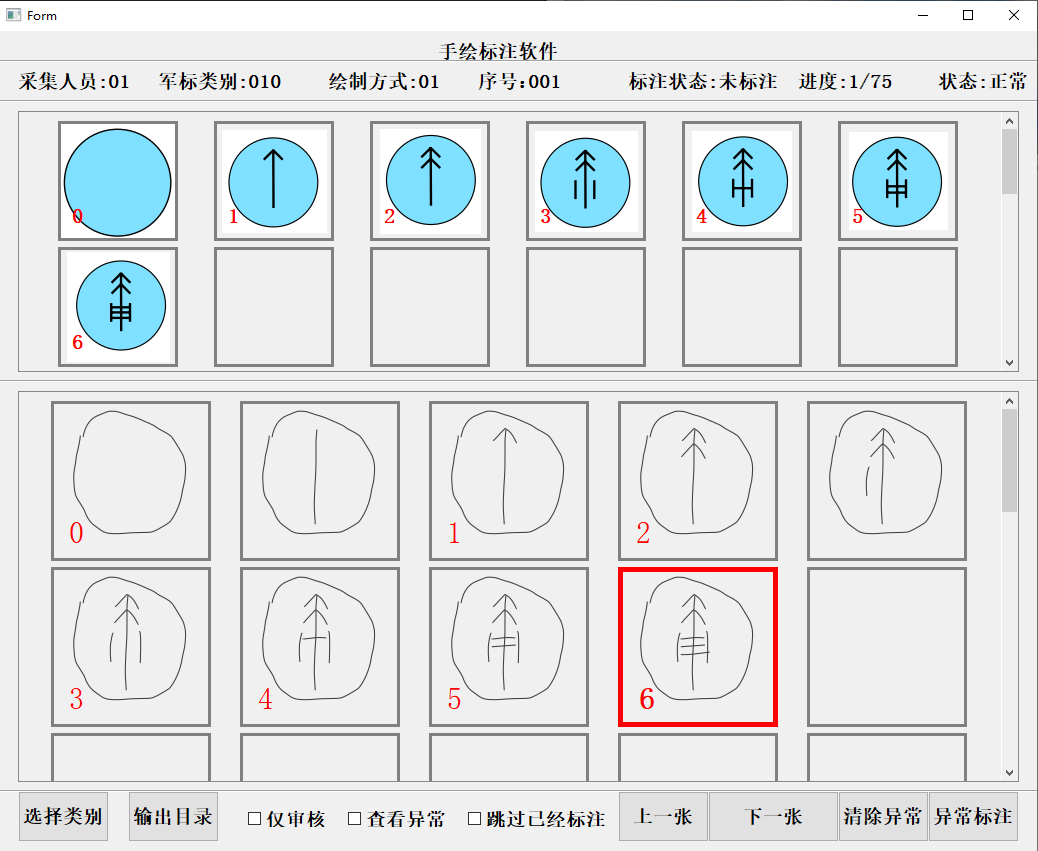 Form
手绘标注软件
采集人员:01 军标类别:010 绘制方式:01 序号:001 标注状态:未标注 进度:1/75 状态:正常
0 1 2 3 4 5
6
0 1 2
3 4 5 6
选择类别 输出目录 仅审核 查看异常 跳过已经标注 上一张 下一张 清除异常 异常标注